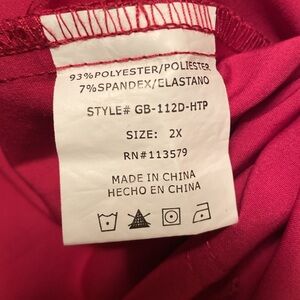 93%POLYESTER/POLIESTER
7%SPANDEX/ELASTANO
STYLE# GB-112D-HTP
SIZE: 2X
RN#113579
MADE IN CHINA
HECHO EN CHINA